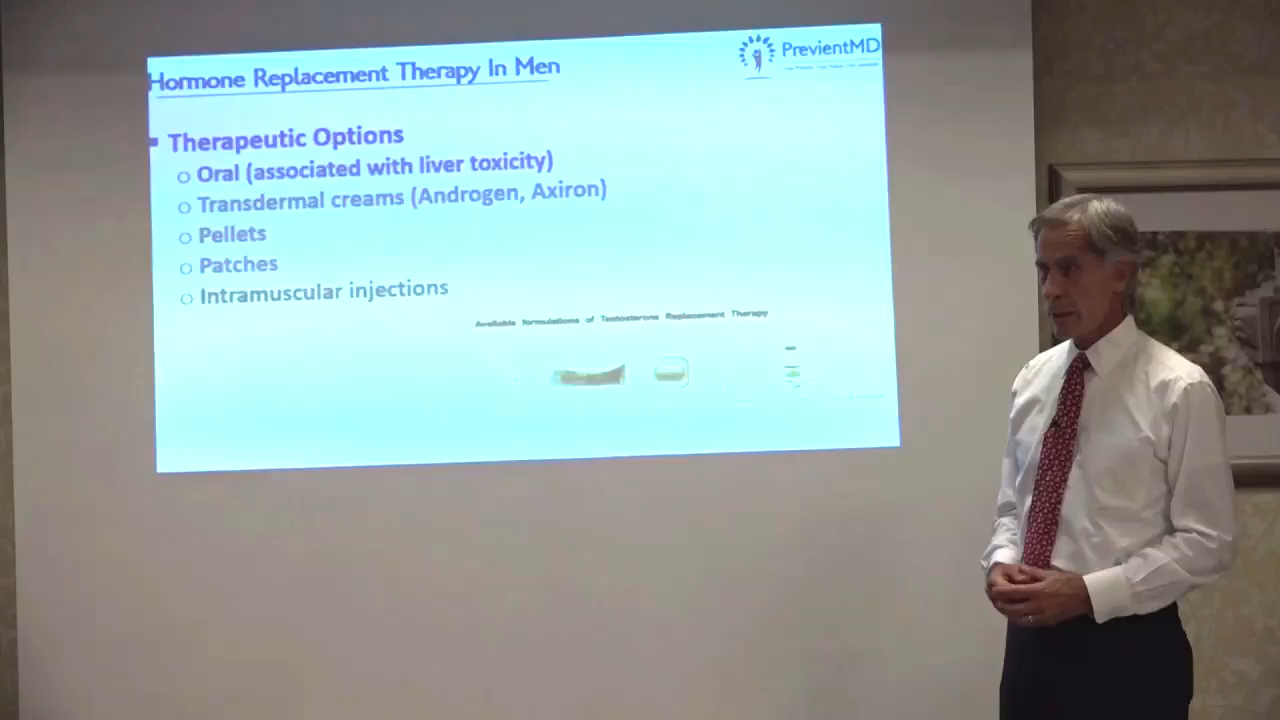 Hormone Replacement Therapy In Men
PrevientMD
▪ Therapeutic Options
o Oral (associated with liver toxicity)
o Transdermal creams (Androgen, Axiron)
o Pellets
o Patches
o Intramuscular injections
Available formulations of Testosterone Replacement Therapy